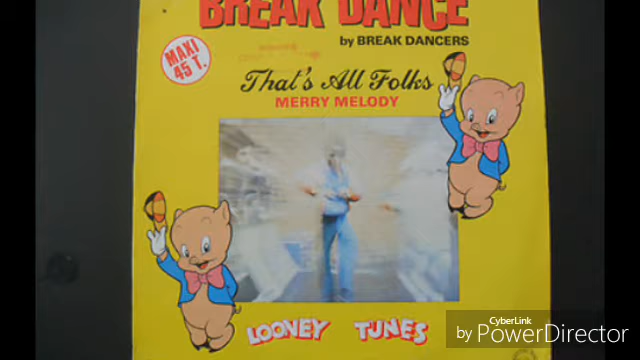 BREAK DANCE
by BREAK DANCERS
MAXI
45 T.
That's All Folks
MERRY MELODY
LOONEY TUNES
CyberLink
by PowerDirector